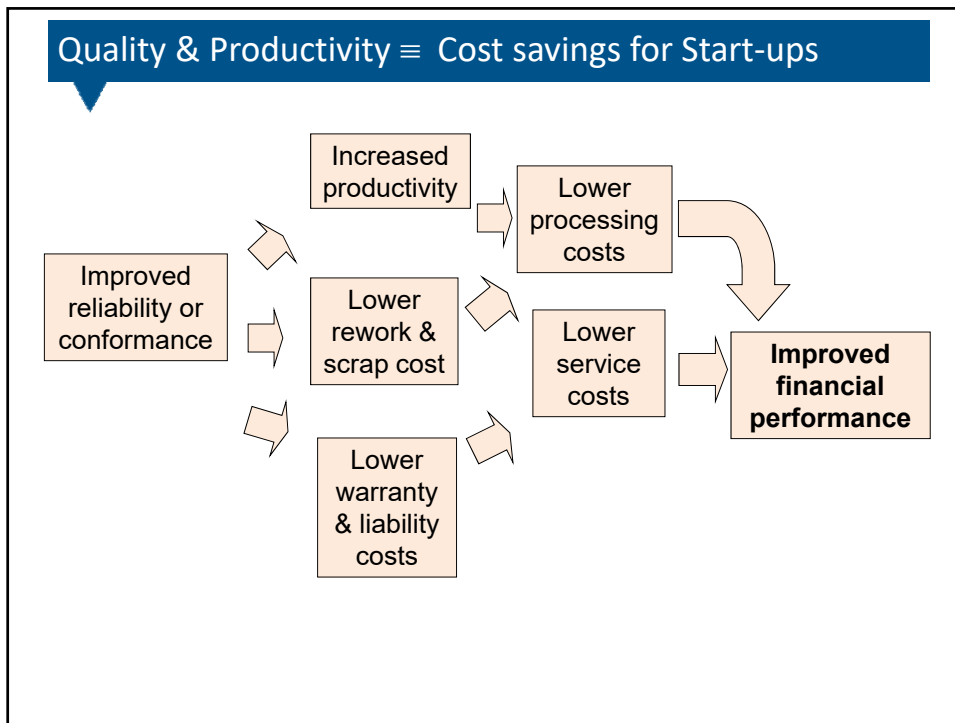 Quality & Productivity ≡ Cost savings for Start-ups
Increased
productivity
Lower
processing
costs
Improved
reliability or
conformance
Lower
rework &
scrap cost
Lower
service
costs
Improved
financial
performance
Lower
warranty
& liability
costs